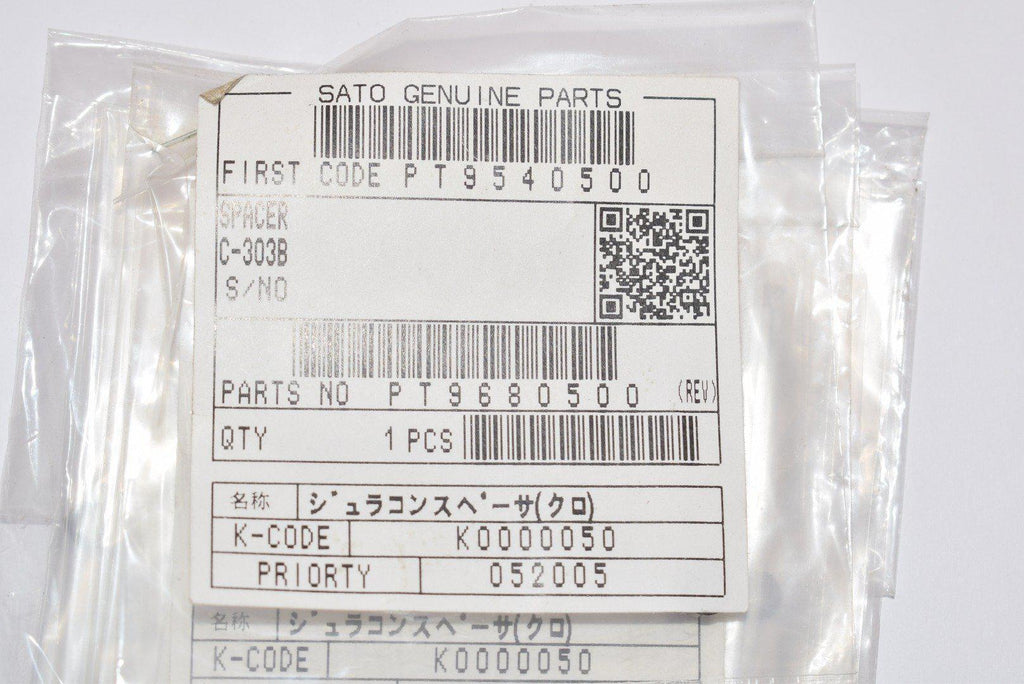 SATO GENUINE PARTS
FIRST CODE PT9540500
SPACER
C-303B
S/NO
PARTS NO PT9680500 (REV)
QTY 1 PCS
名称 ジュラコンスペーサ(クロ)
K-CODE K0000050
PRIORTY 052005
名称 ジュラコンスペーサ(クロ)
K-CODE K0000050